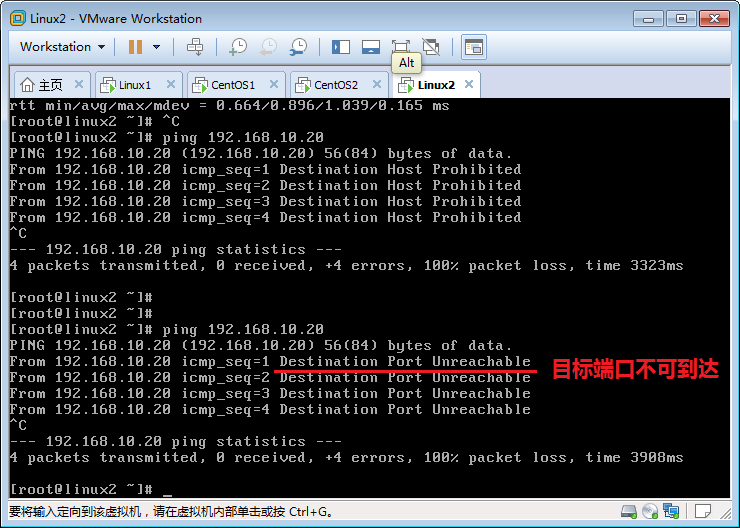 Linux2 - VMware Workstation
Workstation
Alt
主页 Linux1 CentOS1 CentOS2 Linux2
rtt min/avg/max/mdev = 0.664/0.896/1.039/0.165 ms
[root@linux2 ~]# ^C
[root@linux2 ~]# ping 192.168.10.20
PING 192.168.10.20 (192.168.10.20) 56(84) bytes of data.
From 192.168.10.20 icmp_seq=1 Destination Host Prohibited
From 192.168.10.20 icmp_seq=2 Destination Host Prohibited
From 192.168.10.20 icmp_seq=3 Destination Host Prohibited
From 192.168.10.20 icmp_seq=4 Destination Host Prohibited
^C
--- 192.168.10.20 ping statistics ---
4 packets transmitted, 0 received, +4 errors, 100% packet loss, time 3323ms
[root@linux2 ~]#
[root@linux2 ~]#
[root@linux2 ~]# ping 192.168.10.20
PING 192.168.10.20 (192.168.10.20) 56(84) bytes of data.
From 192.168.10.20 icmp_seq=1 Destination Port Unreachable 目标端口不可到达
From 192.168.10.20 icmp_seq=2 Destination Port Unreachable
From 192.168.10.20 icmp_seq=3 Destination Port Unreachable
From 192.168.10.20 icmp_seq=4 Destination Port Unreachable
^C
--- 192.168.10.20 ping statistics ---
4 packets transmitted, 0 received, +4 errors, 100% packet loss, time 3908ms
[root@linux2 ~]# _
要将输入定向到该虚拟机，请在虚拟机内部单击或按 Ctrl+G。